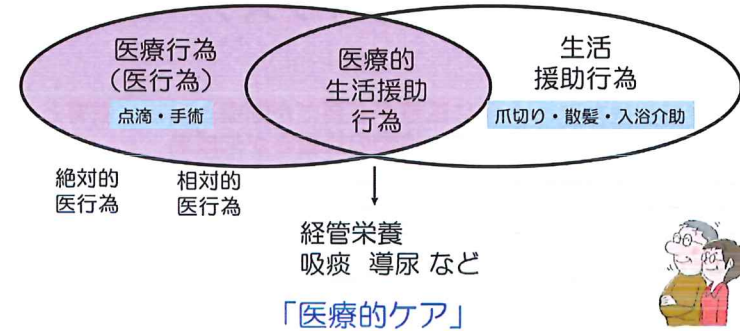 医療行為
（医行為）
点滴・手術
医療的
生活援助
行為
生活
援助行為
爪切り・散髪・入浴介助
絶対的
医行為
相対的
医行為
経管栄養
吸痰 導尿 など
「医療的ケア」